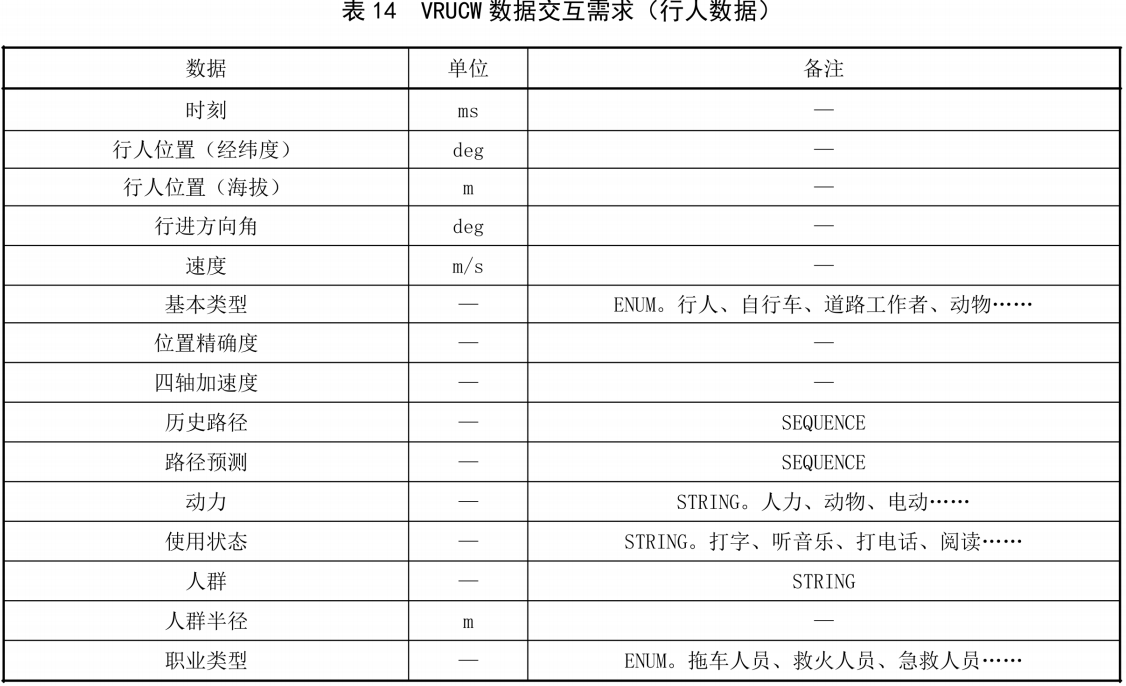 表 14 VRUCW 数据交互需求（行人数据）
数据 单位 备注
时刻 ms —
行人位置（经纬度） deg —
行人位置（海拔） m —
行进方向角 deg —
速度 m/s —
基本类型 — ENUM。行人、自行车、道路工作者、动物……
位置精确度 — —
四轴加速度 — —
历史路径 — SEQUENCE
路径预测 — SEQUENCE
动力 — STRING。人力、动物、电动……
使用状态 — STRING。打字、听音乐、打电话、阅读……
人群 — STRING
人群半径 m —
职业类型 — ENUM。拖车人员、救火人员、急救人员……